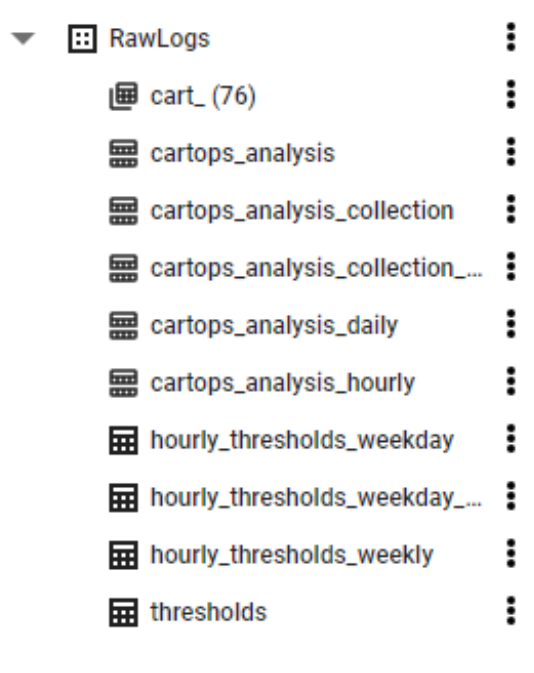 RawLogs
cart_ (76)
cartops_analysis
cartops_analysis_collection
cartops_analysis_collection_...
cartops_analysis_daily
cartops_analysis_hourly
hourly_thresholds_weekday
hourly_thresholds_weekday_...
hourly_thresholds_weekly
thresholds